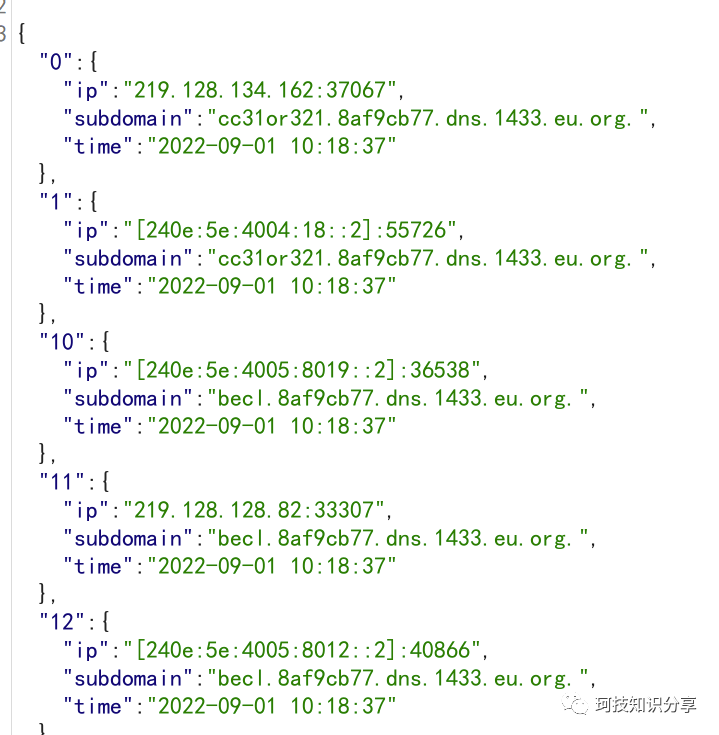 3 {
"0":{
"ip":"219.128.134.162:37067",
"subdomain":"cc31or321.8af9cb77.dns.1433.eu.org.",
"time":"2022-09-01 10:18:37"
},
"1":{
"ip":"[240e:5e:4004:18::2]:55726",
"subdomain":"cc31or321.8af9cb77.dns.1433.eu.org.",
"time":"2022-09-01 10:18:37"
},
"10":{
"ip":"[240e:5e:4005:8019::2]:36538",
"subdomain":"becl.8af9cb77.dns.1433.eu.org.",
"time":"2022-09-01 10:18:37"
},
"11":{
"ip":"219.128.128.82:33307",
"subdomain":"becl.8af9cb77.dns.1433.eu.org.",
"time":"2022-09-01 10:18:37"
},
"12":{
"ip":"[240e:5e:4005:8012::2]:40866",
"subdomain":"becl.8af9cb77.dns.1433.eu.org.",
"time":"2022-09-01 10:18:37"
珂技知识分享